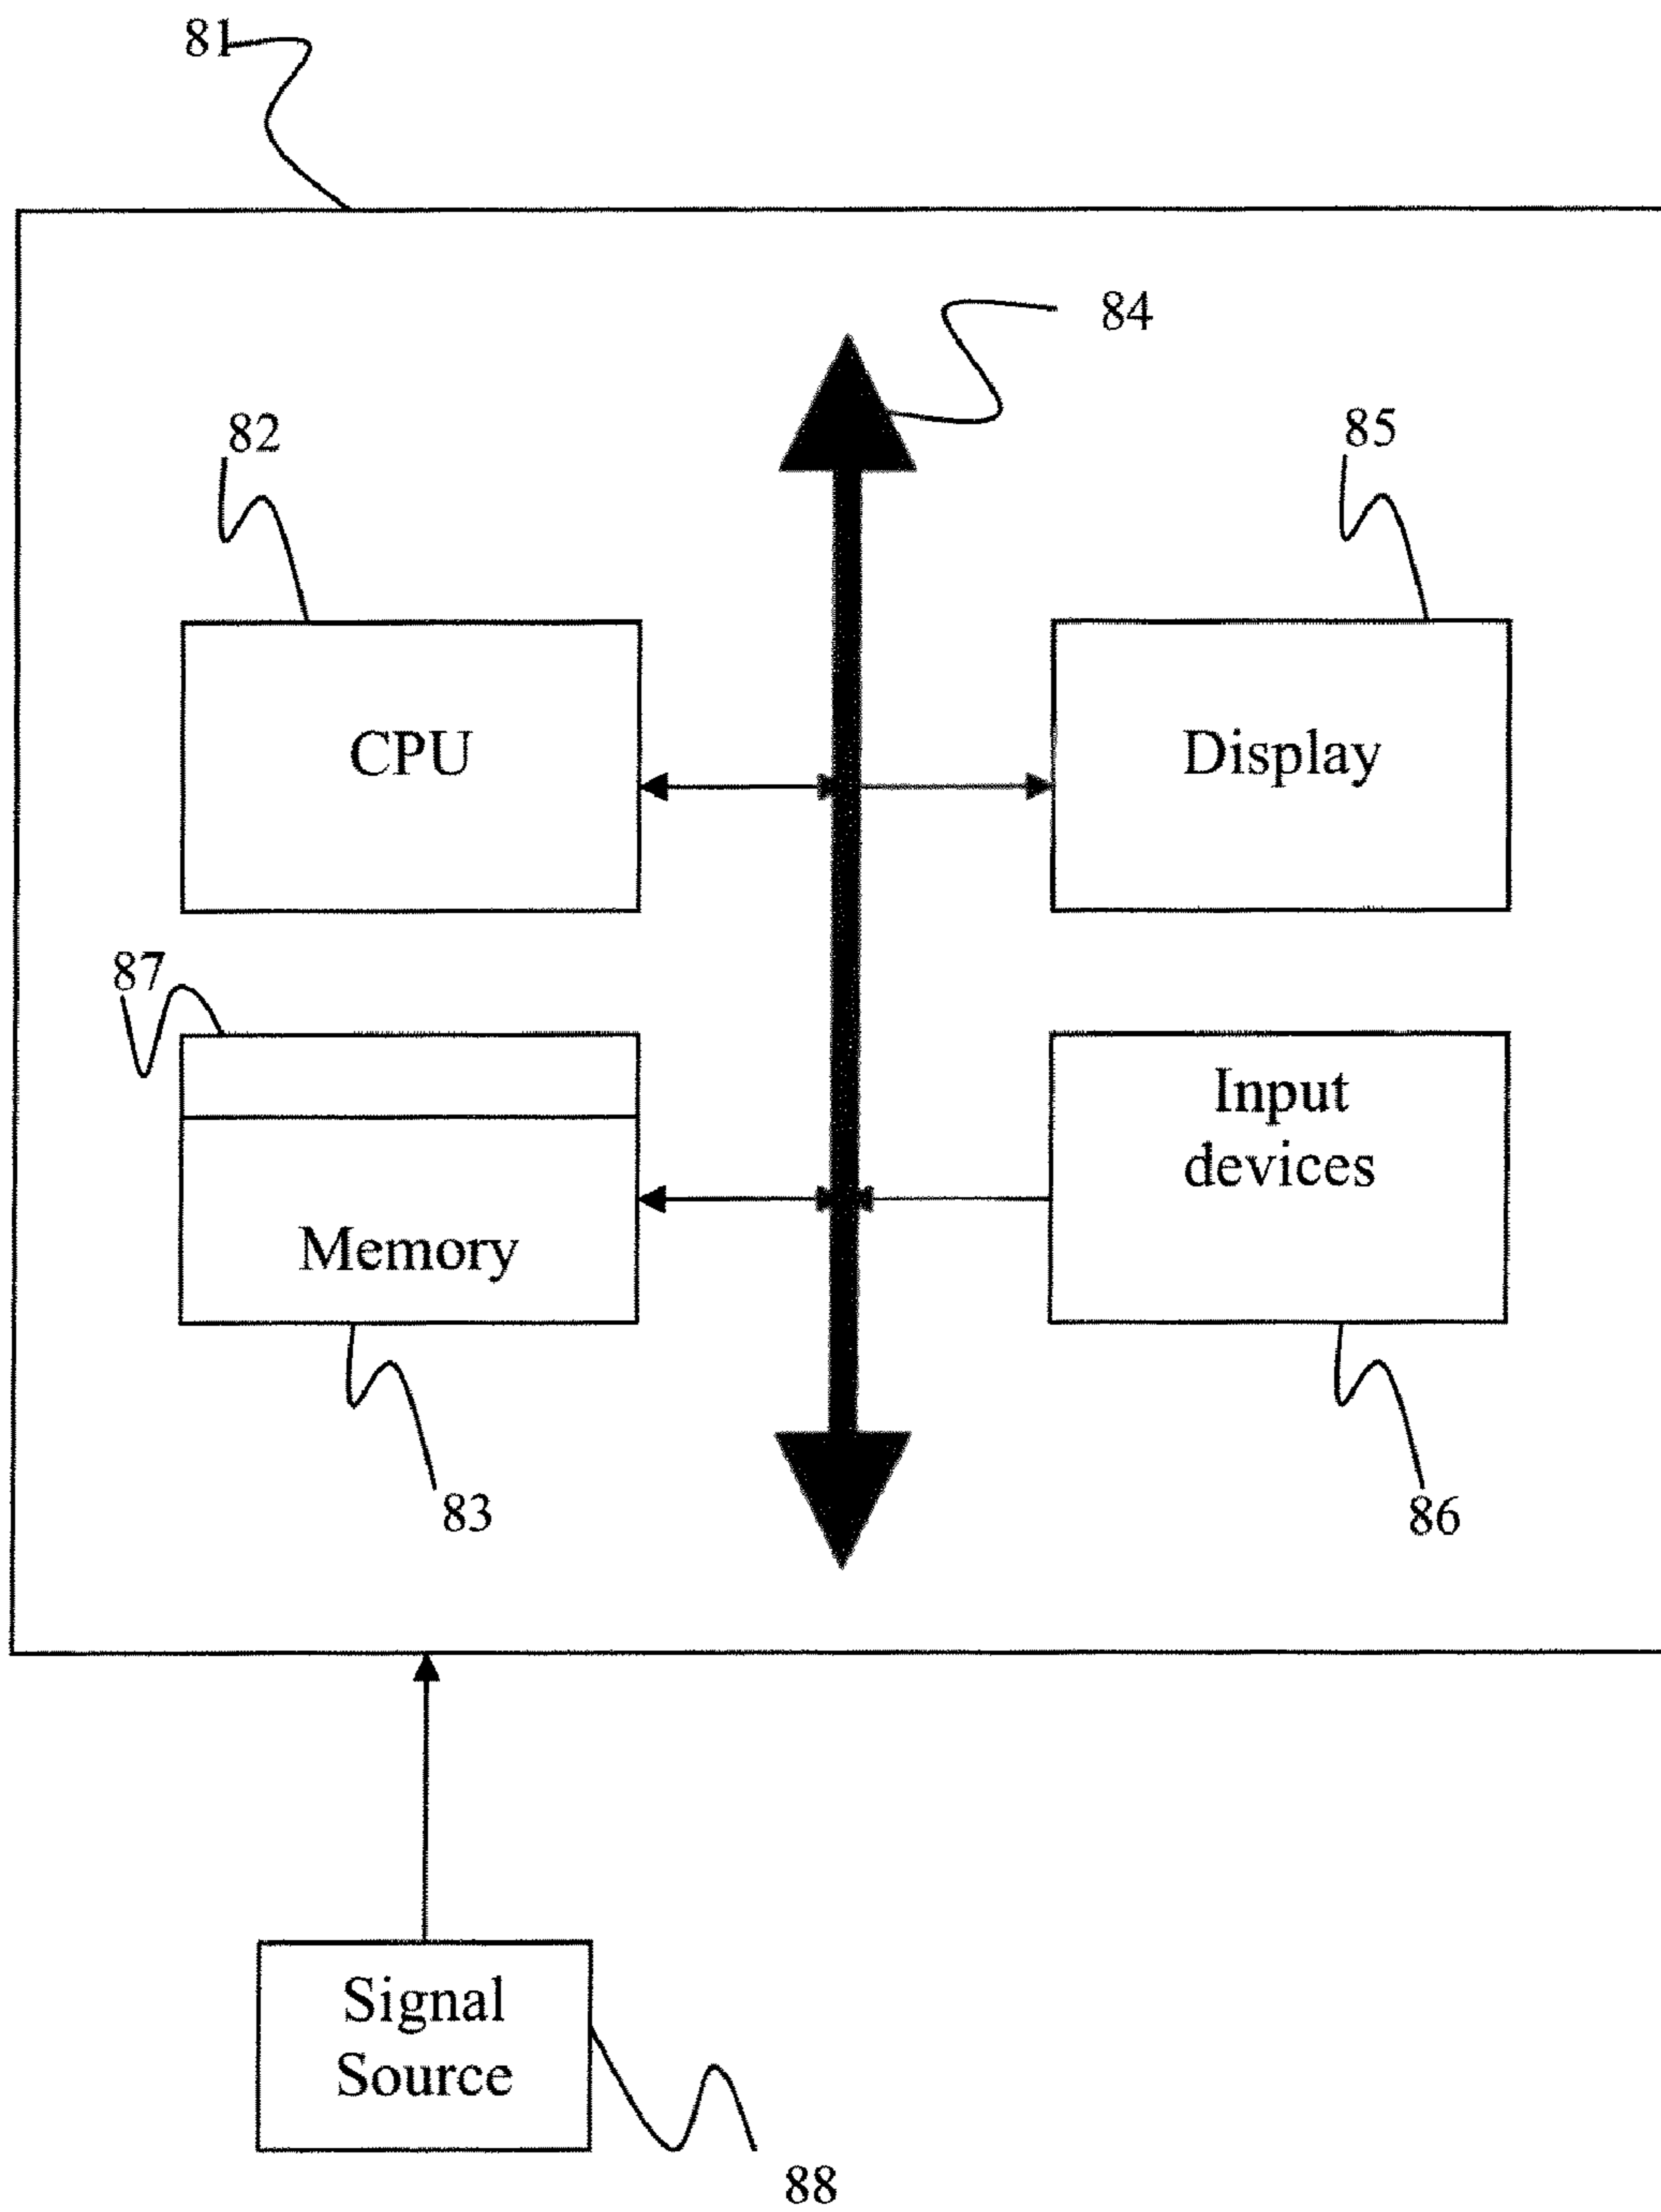 81
84
82
85
CPU
Display
87
Input
devices
Memory
83
86
Signal
Source
88